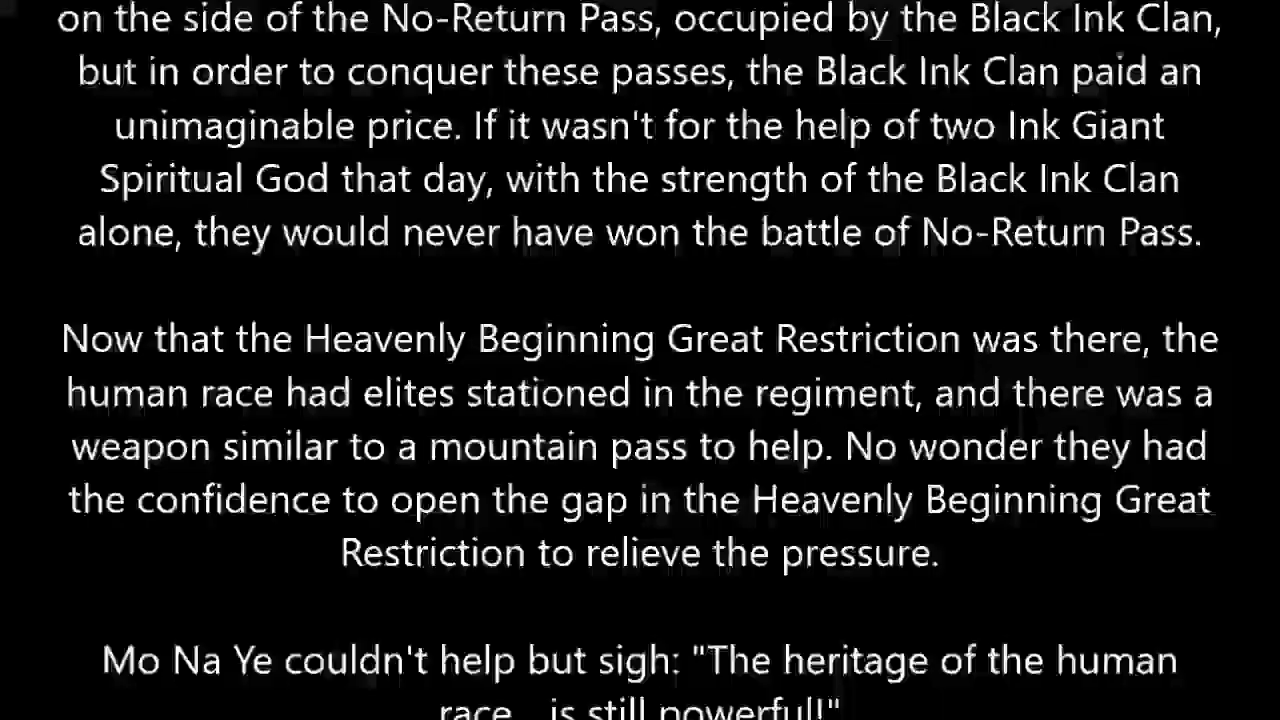 on the side of the No-Return Pass, occupied by the Black Ink Clan,
but in order to conquer these passes, the Black Ink Clan paid an
unimaginable price. If it wasn't for the help of two Ink Giant
Spiritual God that day, with the strength of the Black Ink Clan
alone, they would never have won the battle of No-Return Pass.
Now that the Heavenly Beginning Great Restriction was there, the
human race had elites stationed in the regiment, and there was a
weapon similar to a mountain pass to help. No wonder they had
the confidence to open the gap in the Heavenly Beginning Great
Restriction to relieve the pressure.
Mo Na Ye couldn't help but sigh: "The heritage of the human
race... is still powerful!"